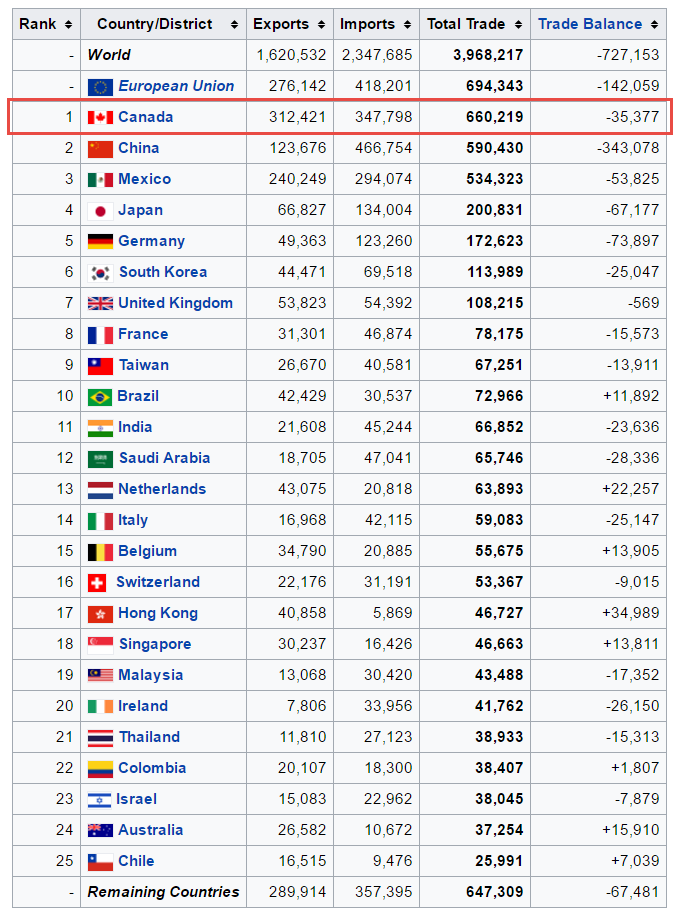 Rank Country/District Exports Imports Total Trade Trade Balance
- World 1,620,532 2,347,685 3,968,217 -727,153
- European Union 276,142 418,201 694,343 -142,059
1 Canada 312,421 347,798 660,219 -35,377
2 China 123,676 466,754 590,430 -343,078
3 Mexico 240,249 294,074 534,323 -53,825
4 Japan 66,827 134,004 200,831 -67,177
5 Germany 49,363 123,260 172,623 -73,897
6 South Korea 44,471 69,518 113,989 -25,047
7 United Kingdom 53,823 54,392 108,215 -569
8 France 31,301 46,874 78,175 -15,573
9 Taiwan 26,670 40,581 67,251 -13,911
10 Brazil 42,429 30,537 72,966 +11,892
11 India 21,608 45,244 66,852 -23,636
12 Saudi Arabia 18,705 47,041 65,746 -28,336
13 Netherlands 43,075 20,818 63,893 +22,257
14 Italy 16,968 42,115 59,083 -25,147
15 Belgium 34,790 20,885 55,675 +13,905
16 Switzerland 22,176 31,191 53,367 -9,015
17 Hong Kong 40,858 5,869 46,727 +34,989
18 Singapore 30,237 16,426 46,663 +13,811
19 Malaysia 13,068 30,420 43,488 -17,352
20 Ireland 7,806 33,956 41,762 -26,150
21 Thailand 11,810 27,123 38,933 -15,313
22 Colombia 20,107 18,300 38,407 +1,807
23 Israel 15,083 22,962 38,045 -7,879
24 Australia 26,582 10,672 37,254 +15,910
25 Chile 16,515 9,476 25,991 +7,039
- Remaining Countries 289,914 357,395 647,309 -67,481